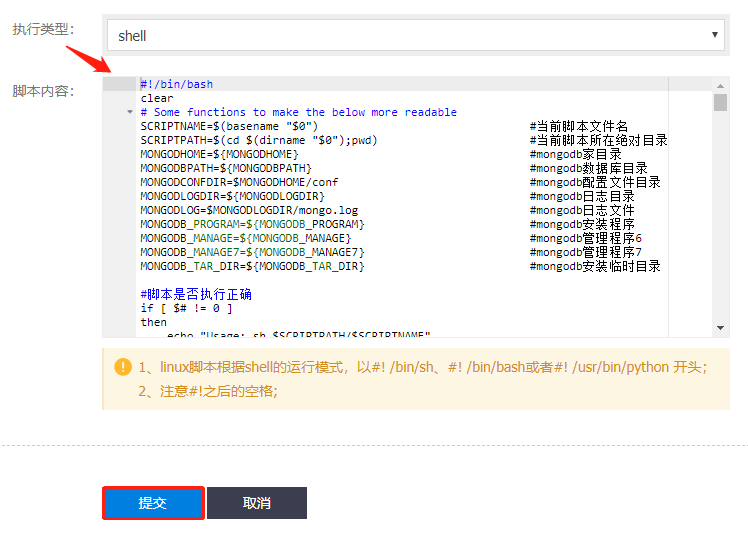 执行类型：
shell
脚本内容：
#!/bin/bash
clear
# Some functions to make the below more readable
SCRIPTNAME=$(basename "$0") #当前脚本文件名
SCRIPTPATH=$(cd $(dirname "$0");pwd) #当前脚本所在绝对目录
MONGODHOME=${MONGODHOME} #mongodb家目录
MONGODBPATH=${MONGODBPATH} #mongodb数据库目录
MONGODCONFDIR=$MONGODHOME/conf #mongodb配置文件目录
MONGODLOGDIR=${MONGODLOGDIR} #mongodb日志目录
MONGODLOG=$MONGODLOGDIR/mongo.log #mongodb日志文件
MONGODB_PROGRAM=${MONGODB_PROGRAM} #mongodb安装程序
MONGODB_MANAGE=${MONGODB_MANAGE} #mongodb管理程序6
MONGODB_MANAGE7=${MONGODB_MANAGE7} #mongodb管理程序7
MONGODB_TAR_DIR=${MONGODB_TAR_DIR} #mongodb安装临时目录
#脚本是否执行正确
if [ $# != 0 ]
then
echo "Usage: sh $SCRIPTPATH/$SCRIPTNAME"
1、linux脚本根据shell的运行模式，以#! /bin/sh、#! /bin/bash或者#! /usr/bin/python 开头；
2、注意#!之后的空格；
提交
取消